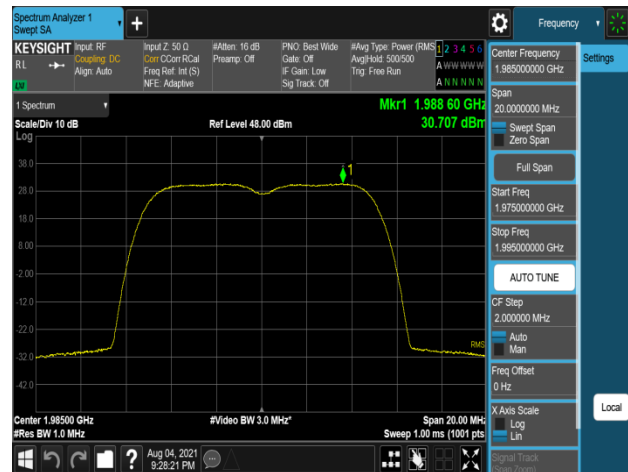 Spectrum Analyzer 1
Swept SA
KEYSIGHT
RL
LXI
Input: RF
Coupling: DC
Align: Auto
Input Z: 50 Ω
Corr CCorr RCal
Freq Ref: Int (S)
NFE: Adaptive
#Atten: 16 dB
Preamp: Off
PNO: Best Wide
Gate: Off
IF Gain: Low
Sig Track: Off
#Avg Type: Power (RMS
Avg|Hold: 500/500
Trig: Free Run
1 2 3 4 5 6
A W W W W W
A N N N N N
1 Spectrum
Mkr1 1.988 60 GHz
30.707 dBm
Scale/Div 10 dB
Ref Level 48.00 dBm
Log
38.0
28.0
18.0
8.00
-2.00
-12.0
-22.0
-32.0
-42.0
1
RMS
Center 1.98500 GHz
#Res BW 1.0 MHz
#Video BW 3.0 MHz*
Span 20.00 MHz
Sweep 1.00 ms (1001 pts
?
Aug 04, 2021
9:28:21 PM
Frequency
Center Frequency
1.985000000 GHz
Span
20.0000000 MHz
Swept Span
Zero Span
Full Span
Start Freq
1.975000000 GHz
Stop Freq
1.995000000 GHz
AUTO TUNE
CF Step
2.000000 MHz
Auto
Man
Freq Offset
0 Hz
X Axis Scale
Log
Lin
Signal Track
(Span Zoom)
Settings
Local